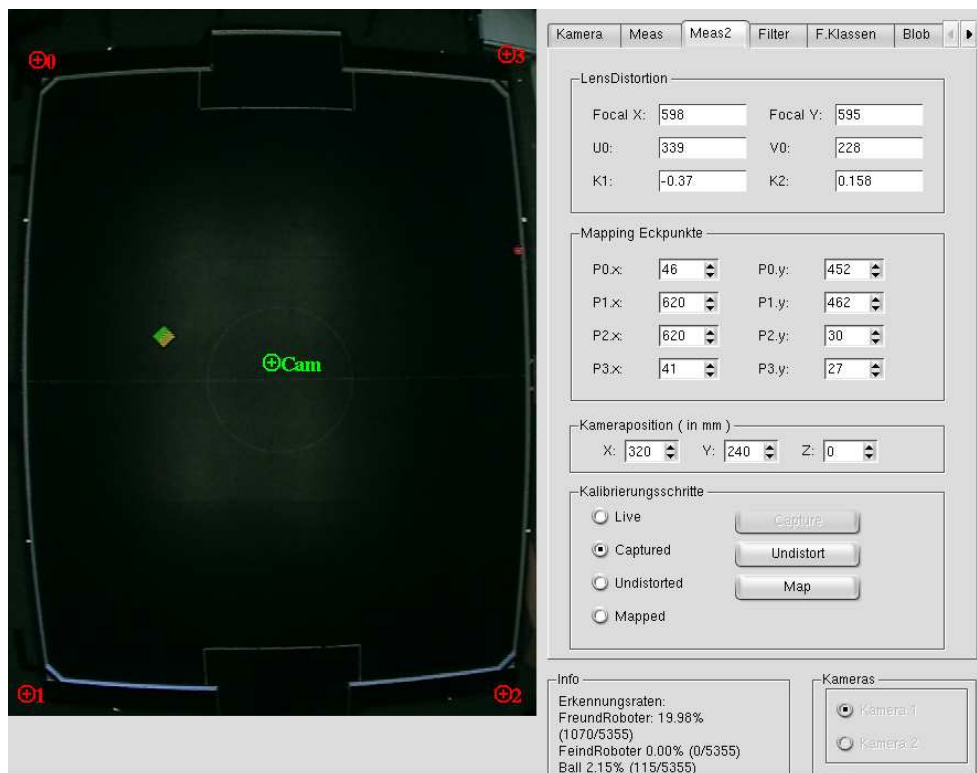 0
3
Cam
1
2
Kamera Meas Meas2 Filter F.Klassen Blob
LensDistortion
Focal X: 598 Focal Y: 595
U0: 339 V0: 228
K1: -0.37 K2: 0.158
Mapping Eckpunkte
P0.x: 46 P0.y: 452
P1.x: 620 P1.y: 462
P2.x: 620 P2.y: 30
P3.x: 41 P3.y: 27
Kameraposition ( in mm )
X: 320 Y: 240 Z: 0
Kalibrierungsschritte
Live Capture
Captured Undistort
Undistorted Map
Mapped
Info
Erkennungsraten:
FreundRoboter: 19.98%
(1070/5355)
FeindRoboter 0.00% (0/5355)
Ball 2.15% (115/5355)
Kameras
Kamera 1
Kamera 2